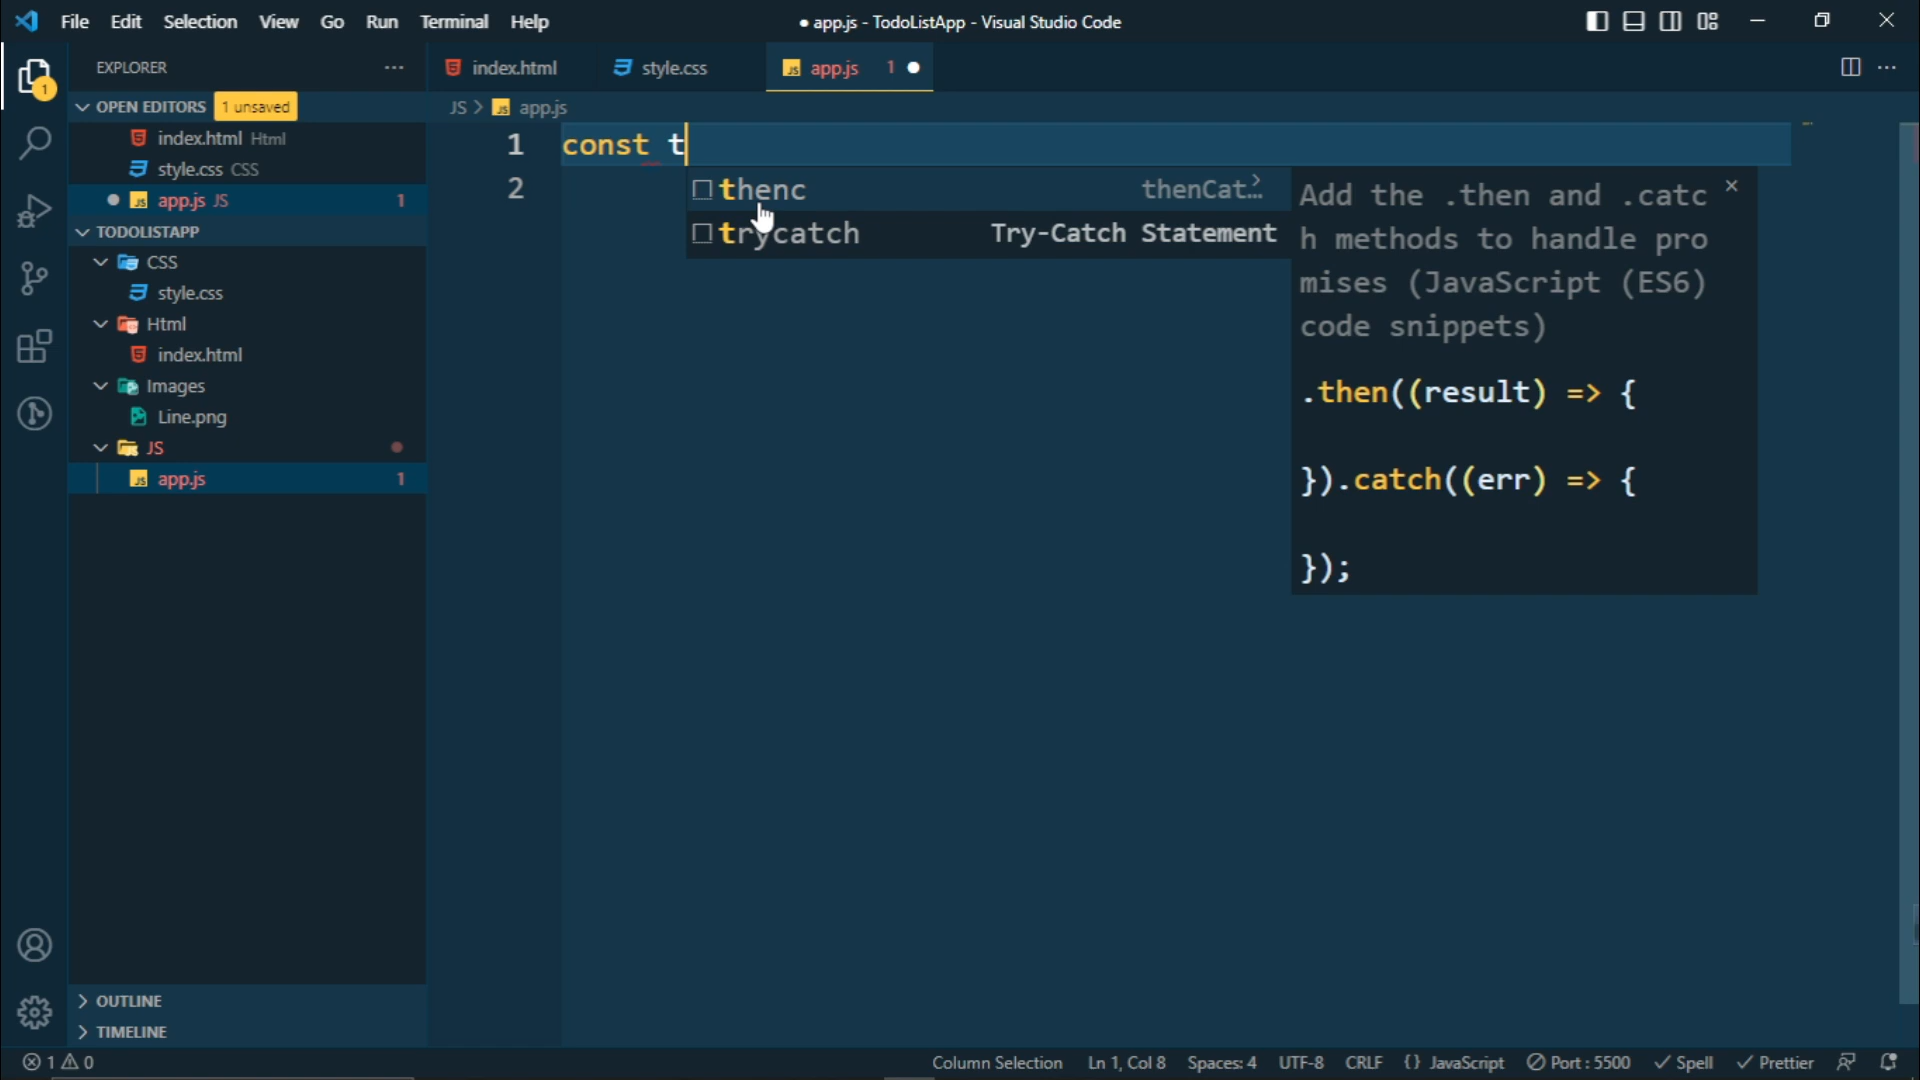 File Edit Selection View Go Run Terminal Help
● app.js - TodoListApp - Visual Studio Code
EXPLORER
index.html
style.css
app.js 1
OPEN EDITORS 1 unsaved
JS > app.js
index.html Html
style.css CSS
app.js JS 1
TODOLISTAPP
CSS
style.css
Html
index.html
Images
Line.png
JS
app.js 1
OUTLINE
TIMELINE
1 const t
2
thenc thenCat…
trycatch Try-Catch Statement
Add the .then and .catc
h methods to handle pro
mises (JavaScript (ES6)
code snippets)
.then((result) => {
}).catch((err) => {
});
1 0
Column Selection Ln 1, Col 8 Spaces: 4 UTF-8 CRLF {} JavaScript Port : 5500 Spell Prettier